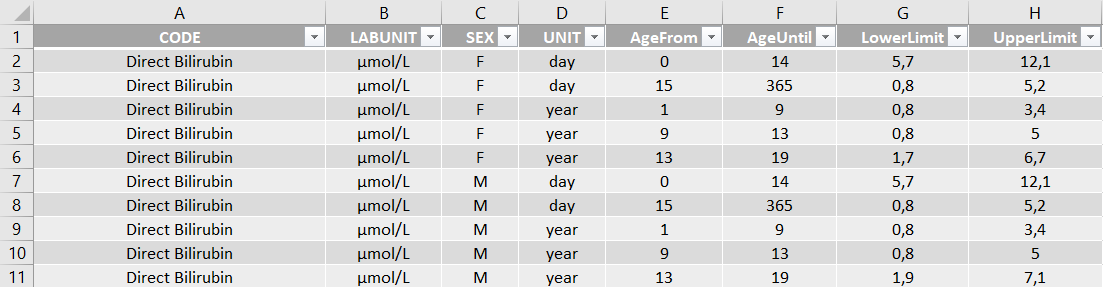 A B C D E F G H
1 CODE LABUNIT SEX UNIT AgeFrom AgeUntil LowerLimit UpperLimit
2 Direct Bilirubin µmol/L F day 0 14 5,7 12,1
3 Direct Bilirubin µmol/L F day 15 365 0,8 5,2
4 Direct Bilirubin µmol/L F year 1 9 0,8 3,4
5 Direct Bilirubin µmol/L F year 9 13 0,8 5
6 Direct Bilirubin µmol/L F year 13 19 1,7 6,7
7 Direct Bilirubin µmol/L M day 0 14 5,7 12,1
8 Direct Bilirubin µmol/L M day 15 365 0,8 5,2
9 Direct Bilirubin µmol/L M year 1 9 0,8 3,4
10 Direct Bilirubin µmol/L M year 9 13 0,8 5
11 Direct Bilirubin µmol/L M year 13 19 1,9 7,1